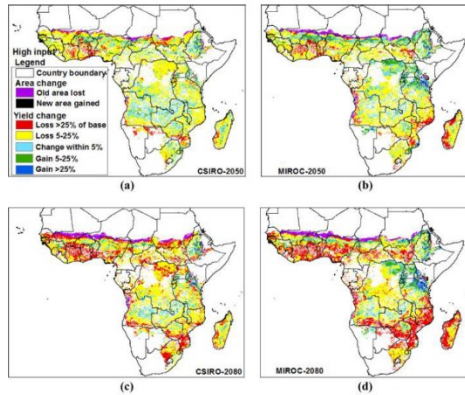 High input
Legend
Country boundary
Area change
Old area lost
New area gained
Yield change
Loss >25% of base
Loss 5-25%
Change within 5%
Gain 5-25%
Gain >25%
CSIRO-2050
(a)
MIROC-2050
(b)
CSIRO-2080
(c)
MIROC-2080
(d)